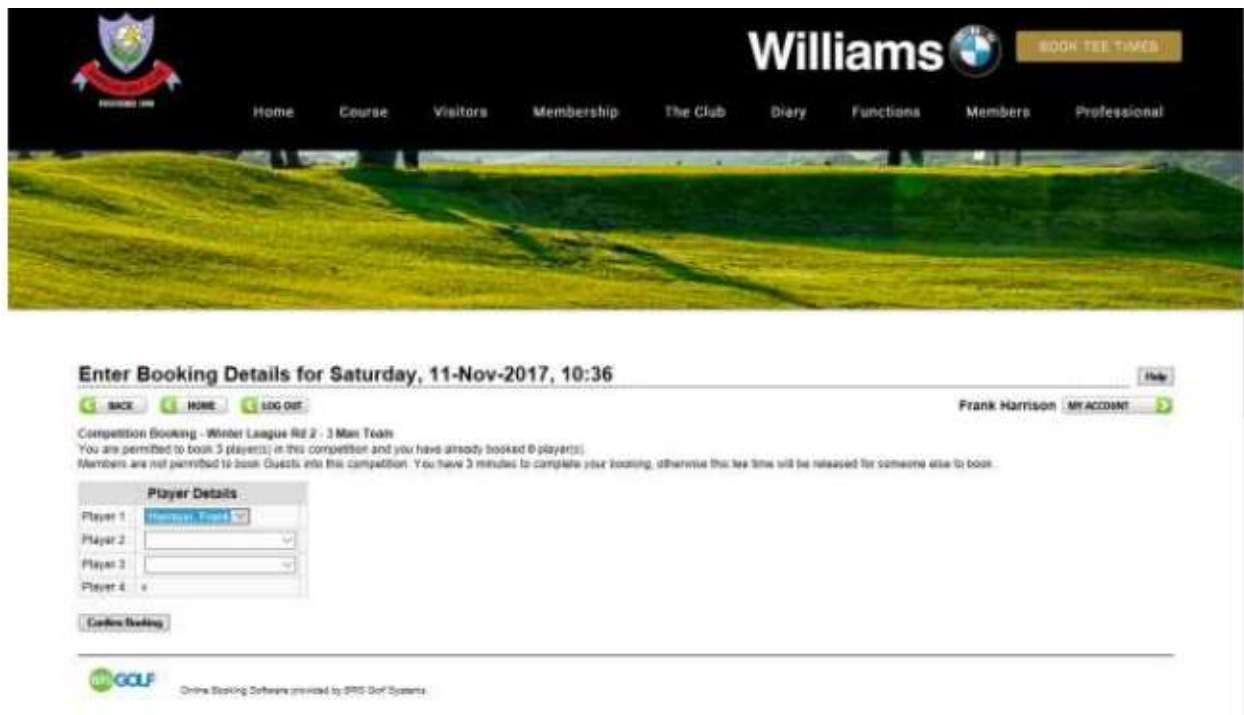 Williams
BOOK TEE TIMES
Home Course Visitors Membership The Club Diary Functions Members Professional
Enter Booking Details for Saturday, 11-Nov-2017, 10:36
Help
BACK HOME LOG OUT
Frank Harrison MY ACCOUNT
Competition Booking - Winter League Rd 2 - 3 Man Team
You are permitted to book 3 player(s) in this competition and you have already booked 0 player(s).
Members are not permitted to book Guests into this competition. You have 3 minutes to complete your booking, otherwise this tee time will be released for someone else to book.
Player Details
Player 1 Harrison, Frank
Player 2
Player 3
Player 4 x
Confirm Booking
GOLF
Online Booking Software provided by BRS Golf Systems